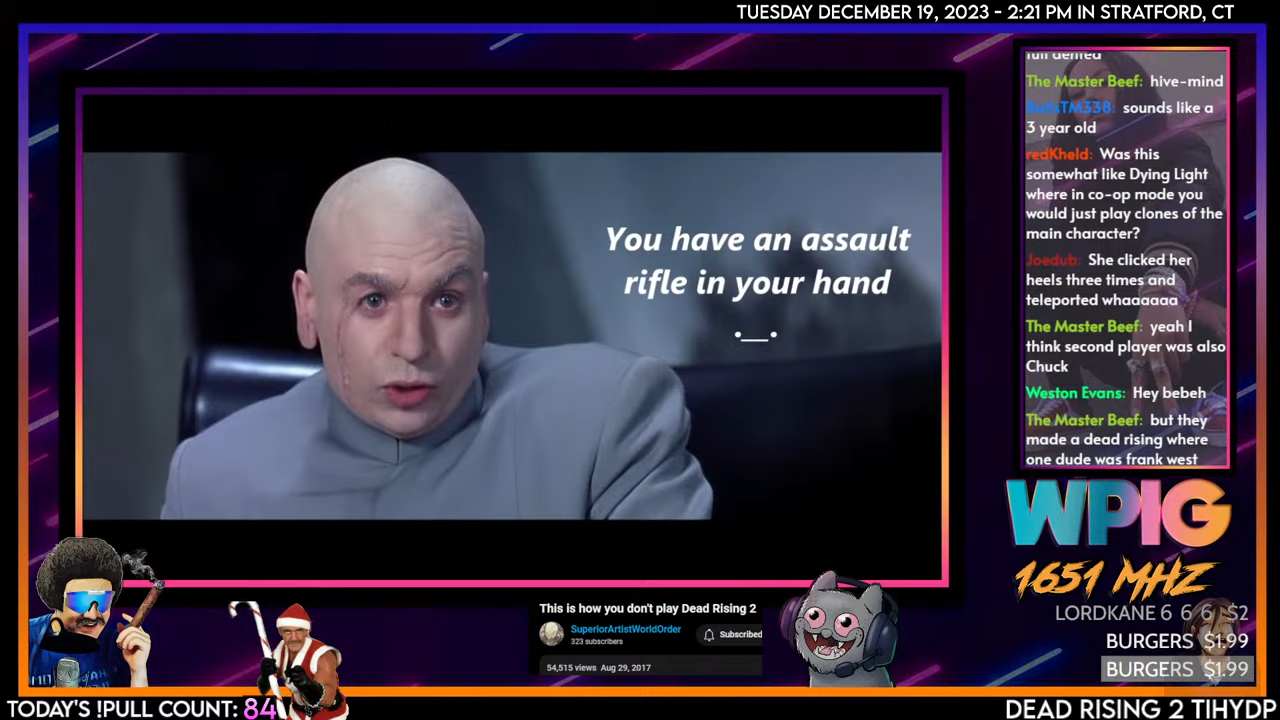 TUESDAY DECEMBER 19, 2023 - 2:21 PM IN STRATFORD, CT
full dented
The Master Beef: hive-mind
BullsTM338: sounds like a
3 year old
redKheld: Was this
somewhat like Dying Light
where in co-op mode you
would just play clones of the
main character?
Joedub: She clicked her
heels three times and
teleported whaaaaaa
The Master Beef: yeah I
think second player was also
Chuck
Weston Evans: Hey bebeh
The Master Beef: but they
made a dead rising where
one dude was frank west
You have an assault
rifle in your hand
•__•
WPIG
1651 MHZ
LORDKANE 6 6 6 $2
BURGERS $1.99
BURGERS $1.99
This is how you don't play Dead Rising 2
SuperiorArtistWorldOrder
323 subscribers
Subscribed
54,515 views Aug 29, 2017
TODAY'S !PULL COUNT: 84
DEAD RISING 2 TIHYDP